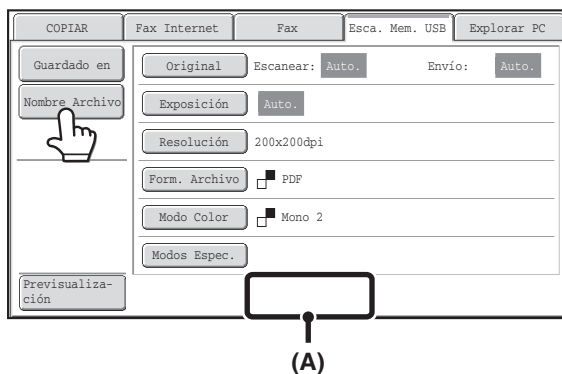 COPIAR Fax Internet Fax Esca. Mem. USB Explorar PC
Guardado en Original Escanear: Auto. Envío: Auto.
Nombre Archivo Exposición Auto.
Resolución 200x200dpi
Form. Archivo PDF
Modo Color Mono 2
Modos Espec.
Previsualiza-
ción
(A)